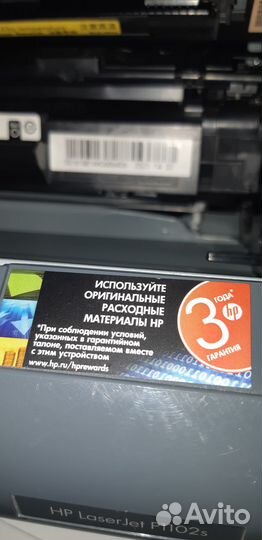 ИСПОЛЬЗУЙТЕ
ОРИГИНАЛЬНЫЕ
РАСХОДНЫЕ
МАТЕРИАЛЫ HP
*При соблюдении условий,
указанных в гарантийном
талоне, поставляемом вместе
с этим устройством
www.hp.ru/hprewards
3 ГОДА*
hp
ГАРАНТИЯ
HP LaserJet P1102s
Avito